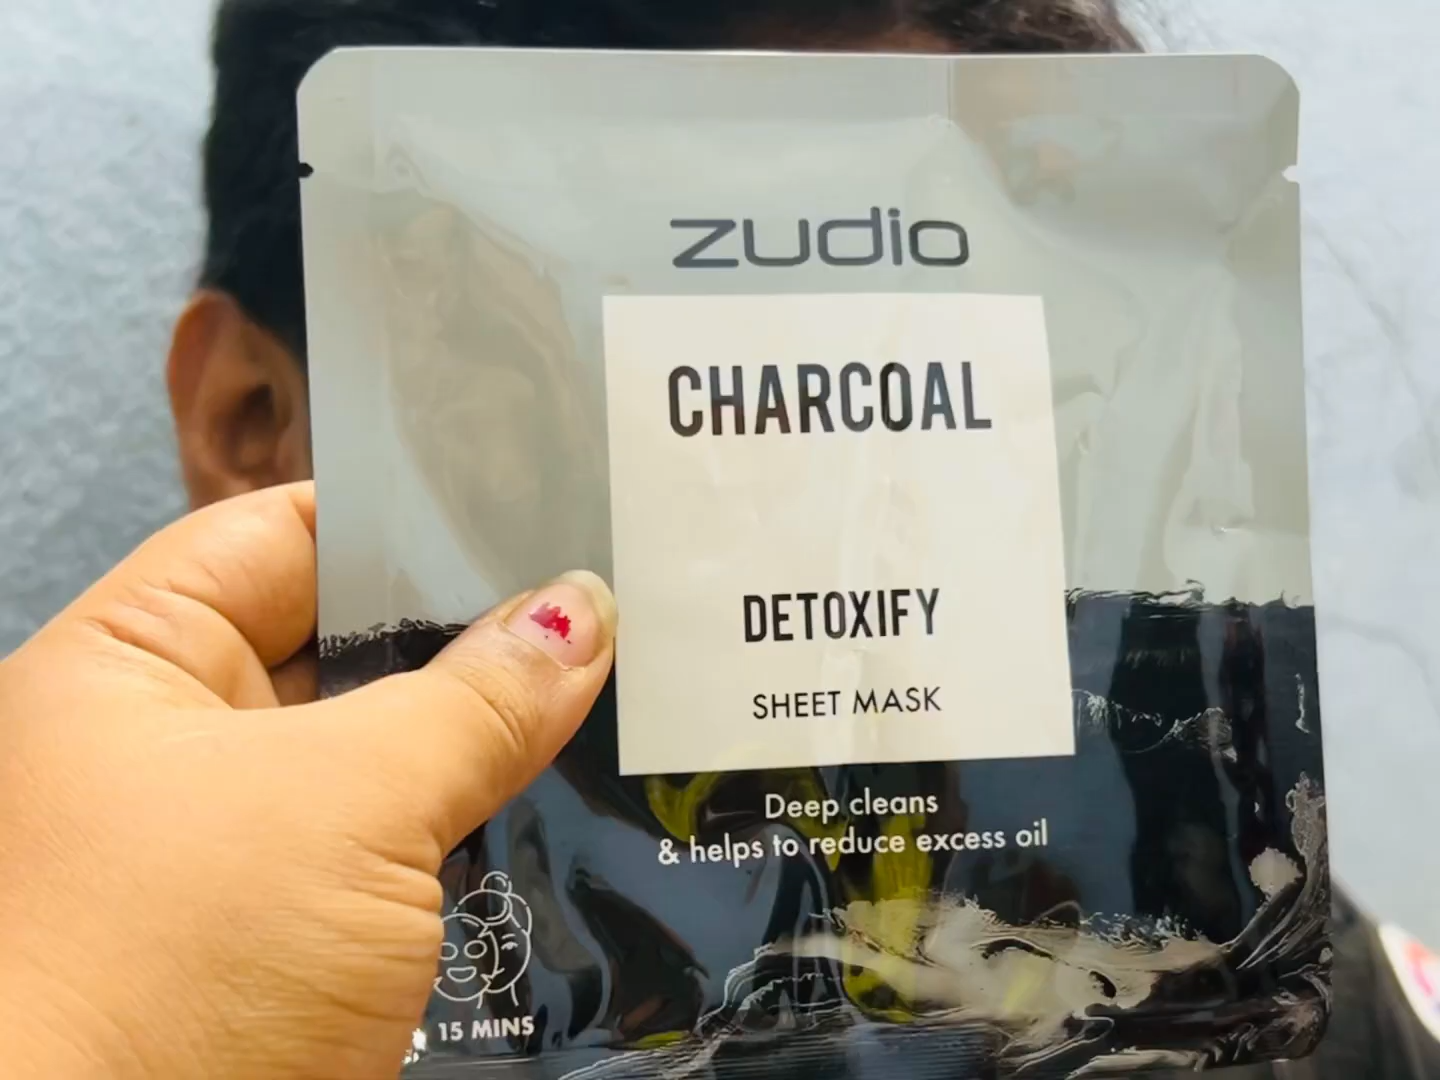 zudio
CHARCOAL
DETOXIFY
SHEET MASK
Deep cleans
& helps to reduce excess oil
15 MINS